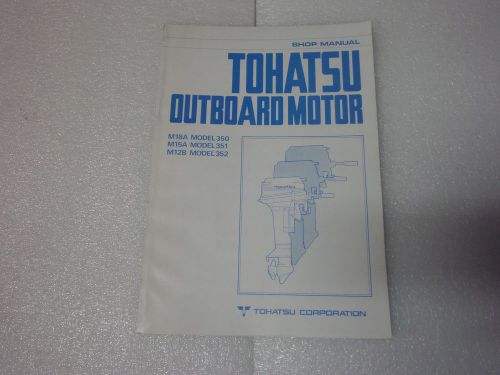 SHOP MANUAL
TOHATSU
OUTBOARD MOTOR
M18A MODEL 350
M15A MODEL 351
M12B MODEL 352
TOHATSU
TOHATSU CORPORATION